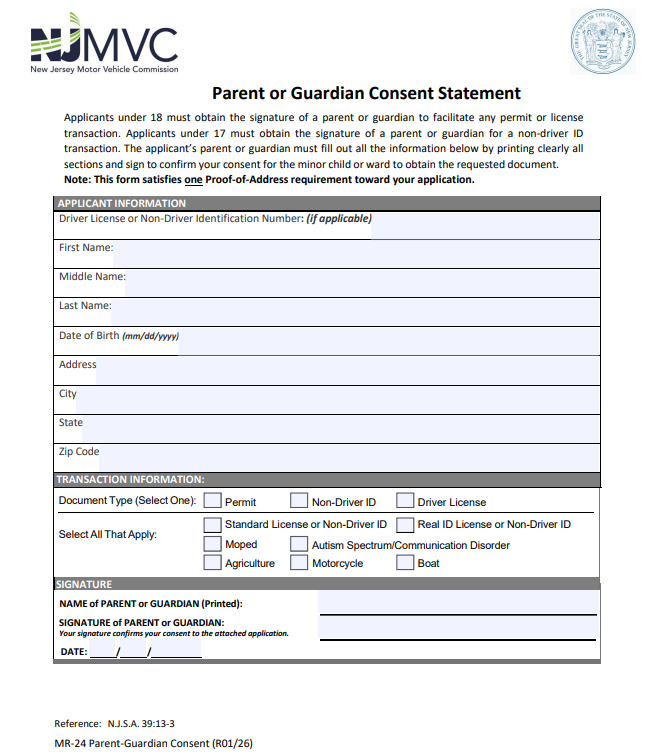 NJMVC
New Jersey Motor Vehicle Commission
THE GREAT SEAL OF THE STATE OF NEW JERSEY
Parent or Guardian Consent Statement
Applicants under 18 must obtain the signature of a parent or guardian to facilitate any permit or license
transaction. Applicants under 17 must obtain the signature of a parent or guardian for a non-driver ID
transaction. The applicant's parent or guardian must fill out all the information below by printing clearly all
sections and sign to confirm your consent for the minor child or ward to obtain the requested document.
Note: This form satisfies one Proof-of-Address requirement toward your application.
APPLICANT INFORMATION
Driver License or Non-Driver Identification Number: (if applicable)
First Name:
Middle Name:
Last Name:
Date of Birth (mm/dd/yyyy)
Address
City
State
Zip Code
TRANSACTION INFORMATION:
Document Type (Select One): Permit Non-Driver ID Driver License
Select All That Apply:
Standard License or Non-Driver ID Real ID License or Non-Driver ID
Moped Autism Spectrum/Communication Disorder
Agriculture Motorcycle Boat
SIGNATURE
NAME of PARENT or GUARDIAN (Printed):
SIGNATURE of PARENT or GUARDIAN:
Your signature confirms your consent to the attached application.
DATE: ____/____/________
Reference: N.J.S.A. 39:13-3
MR-24 Parent-Guardian Consent (R01/26)